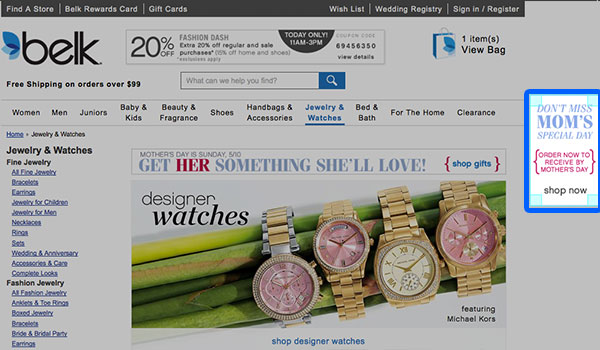 Find A Store | Belk Rewards Card | Gift Cards
Wish List | Wedding Registry | Sign in / Register
belk
20% OFF
FASHION DASH
Extra 20% off regular and sale
purchases* (15% off home and shoes)
*exclusions apply
TODAY ONLY!
11AM-3PM
COUPON CODE
69456350
view details
1 item(s)
View Bag
Free Shipping on orders over $99
What can we help you find?
Women
Men
Juniors
Baby &
Kids
Beauty &
Fragrance
Shoes
Handbags &
Accessories
Jewelry &
Watches
Bed &
Bath
For The Home
Clearance
Home » Jewelry & Watches
Jewelry & Watches
Fine Jewelry
All Fine Jewelry
Bracelets
Earrings
Jewelry for Children
Jewelry for Men
Necklaces
Rings
Sets
Wedding & Anniversary
Accessories & Care
Complete Looks
Fashion Jewelry
All Fashion Jewelry
Anklets & Toe Rings
Boxed Jewelry
Bracelets
Bride & Bridal Party
Earrings
MOTHER'S DAY IS SUNDAY, 5/10
GET HER SOMETHING SHE'LL LOVE! { shop gifts }
designer
watches
featuring
Michael Kors
shop designer watches
DON'T MISS
MOM'S
SPECIAL DAY
{ORDER NOW TO
RECEIVE BY
MOTHER'S DAY}
shop now